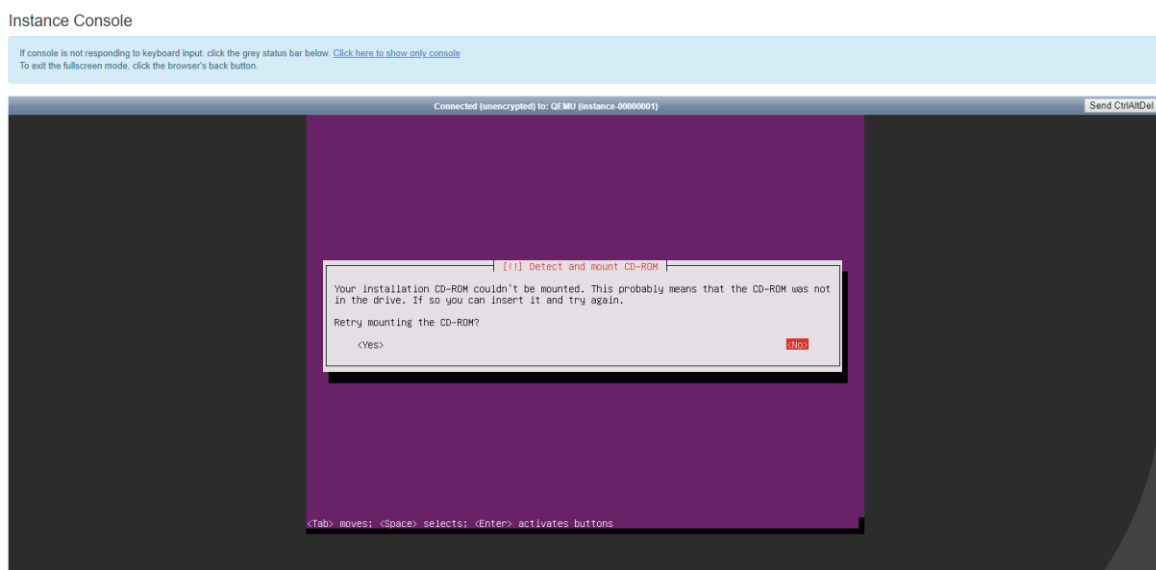 Instance Console
If console is not responding to keyboard input: click the grey status bar below. Click here to show only console
To exit the fullscreen mode, click the browser's back button.
Connected (unencrypted) to: QEMU (instance-00000001)
Send CtrlAltDel
[!!] Detect and mount CD-ROM
Your installation CD-ROM couldn't be mounted. This probably means that the CD-ROM was not
in the drive. If so you can insert it and try again.
Retry mounting the CD-ROM?
<Yes> <No>
<Tab> moves; <Space> selects; <Enter> activates buttons